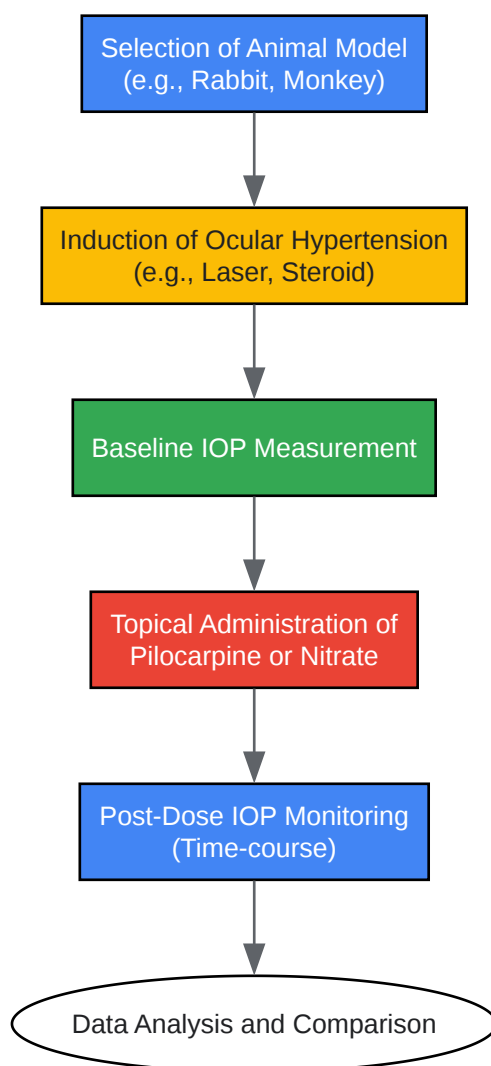 Selection of Animal Model
(e.g., Rabbit, Monkey)
Induction of Ocular Hypertension
(e.g., Laser, Steroid)
Baseline IOP Measurement
Topical Administration of
Pilocarpine or Nitrate
Post-Dose IOP Monitoring
(Time-course)
Data Analysis and Comparison